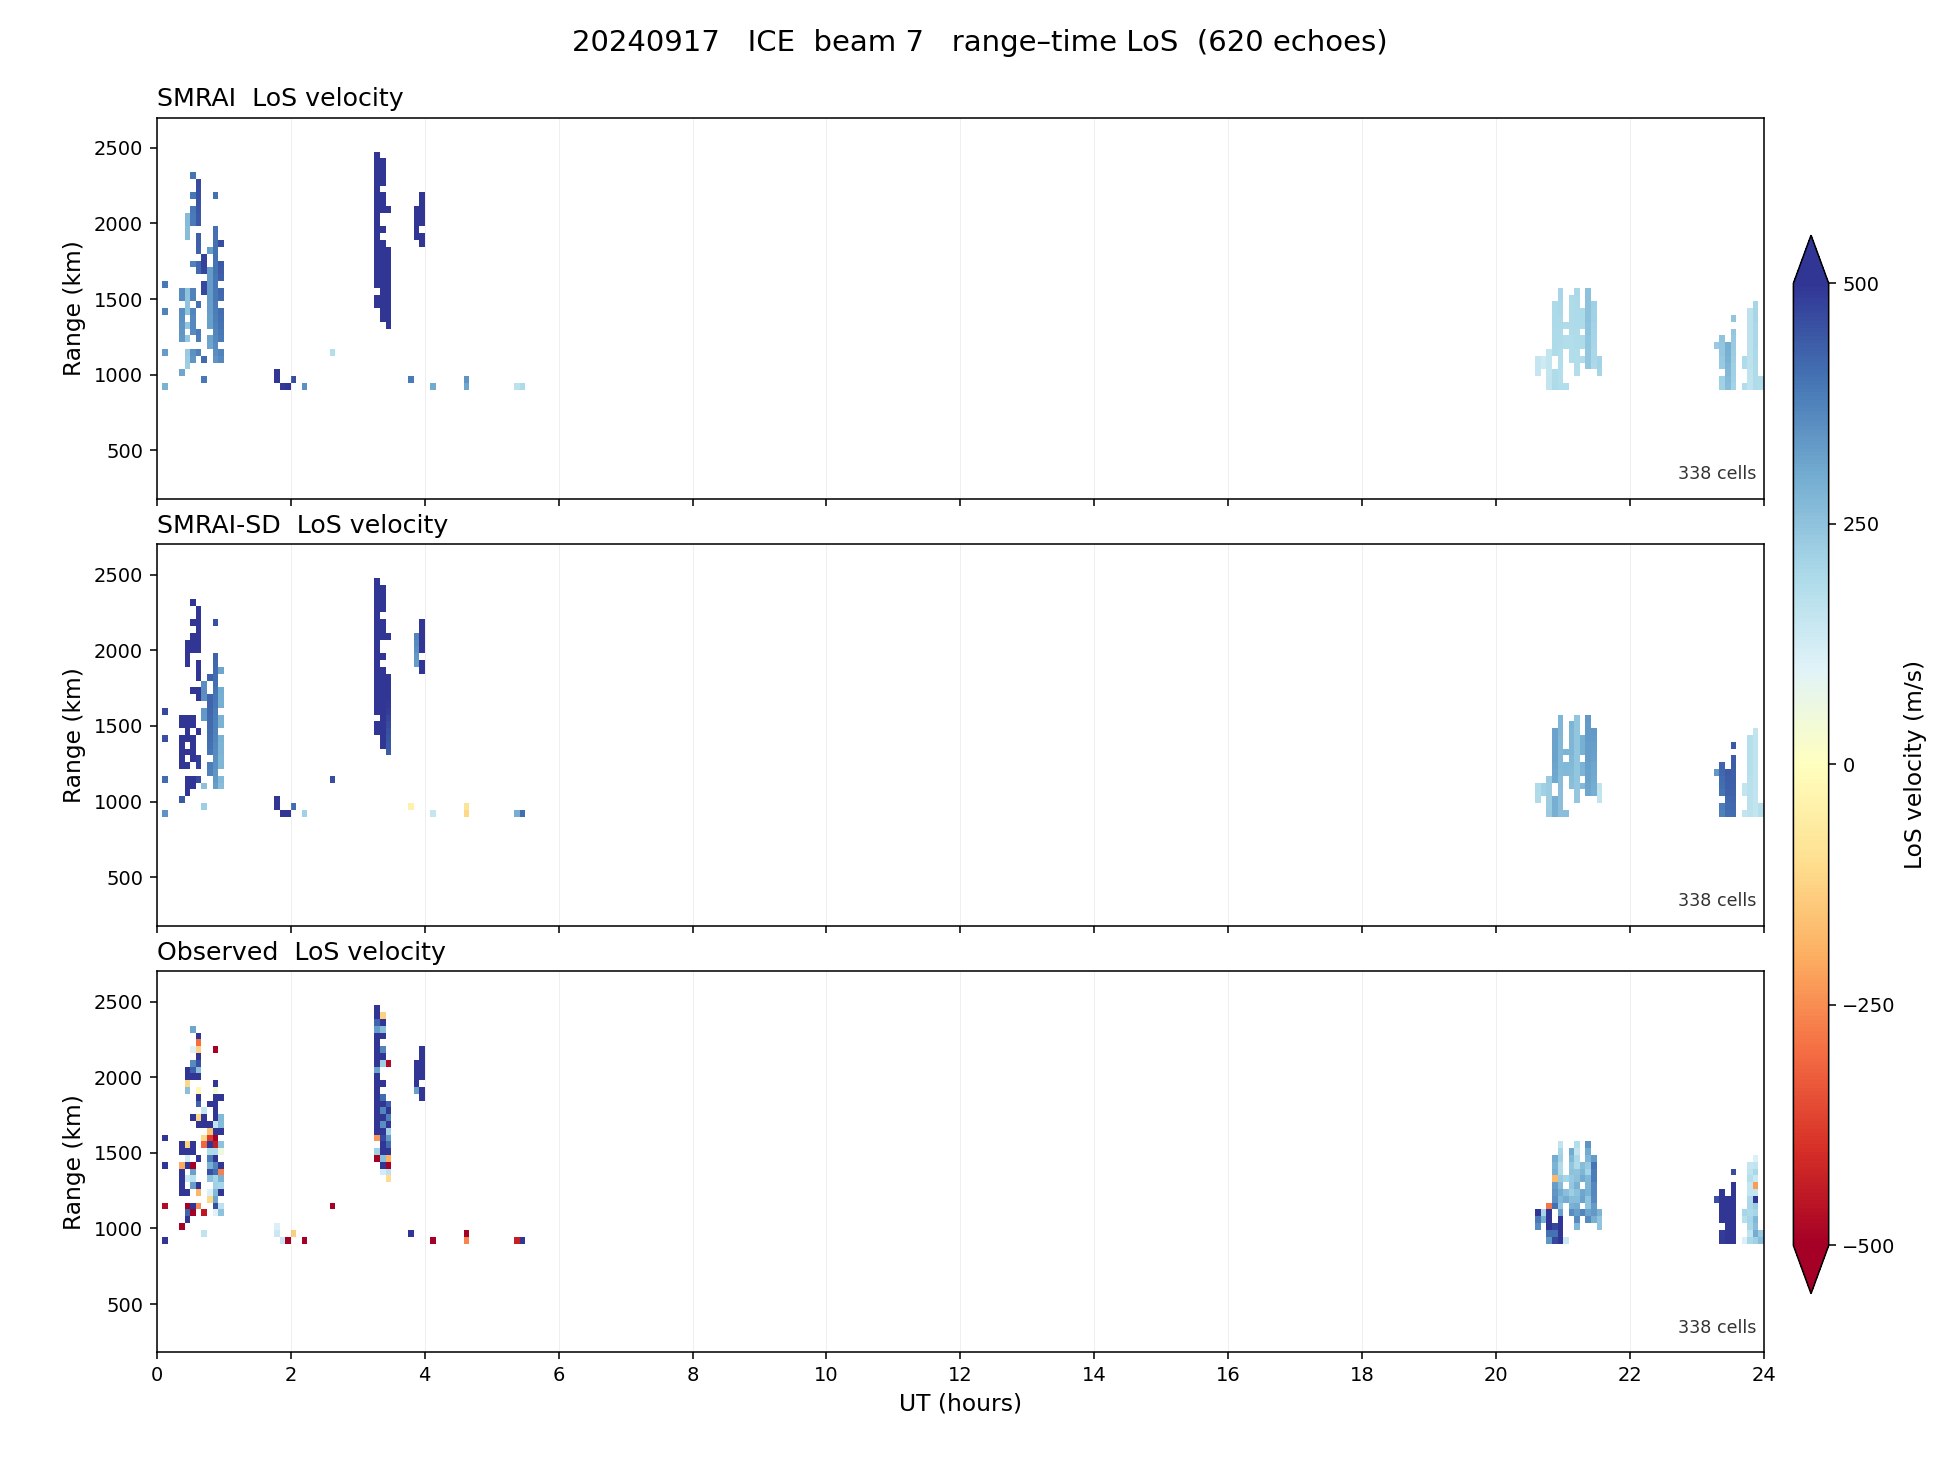 20240917   ICE  beam 7   range–time LoS  (620 echoes)
SMRAI  LoS velocity
2500
2000
1500
1000
500
Range (km)
338 cells
SMRAI-SD  LoS velocity
2500
2000
1500
1000
500
Range (km)
338 cells
Observed  LoS velocity
2500
2000
1500
1000
500
Range (km)
338 cells
0 2 4 6 8 10 12 14 16 18 20 22 24
UT (hours)
500
250
0
−250
−500
LoS velocity (m/s)